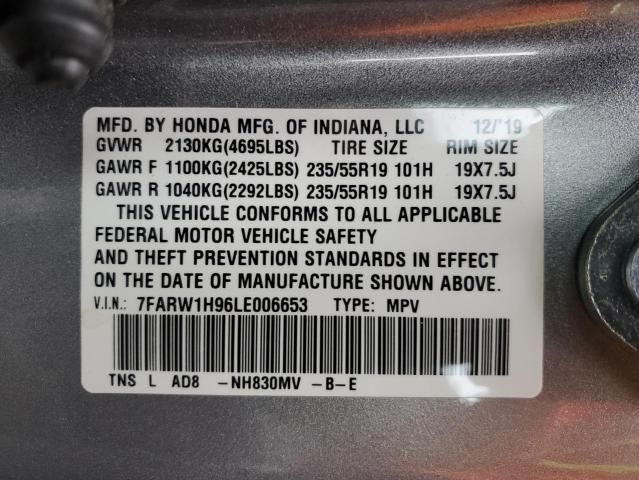 MFD. BY HONDA MFG. OF INDIANA, LLC 12/'19
GVWR 2130KG(4695LBS) TIRE SIZE RIM SIZE
GAWR F 1100KG(2425LBS) 235/55R19 101H 19X7.5J
GAWR R 1040KG(2292LBS) 235/55R19 101H 19X7.5J
THIS VEHICLE CONFORMS TO ALL APPLICABLE
FEDERAL MOTOR VEHICLE SAFETY
AND THEFT PREVENTION STANDARDS IN EFFECT
ON THE DATE OF MANUFACTURE SHOWN ABOVE.
V.I.N.: 7FARW1H96LE006653 TYPE: MPV
TNS L AD8 -NH830MV -B-E